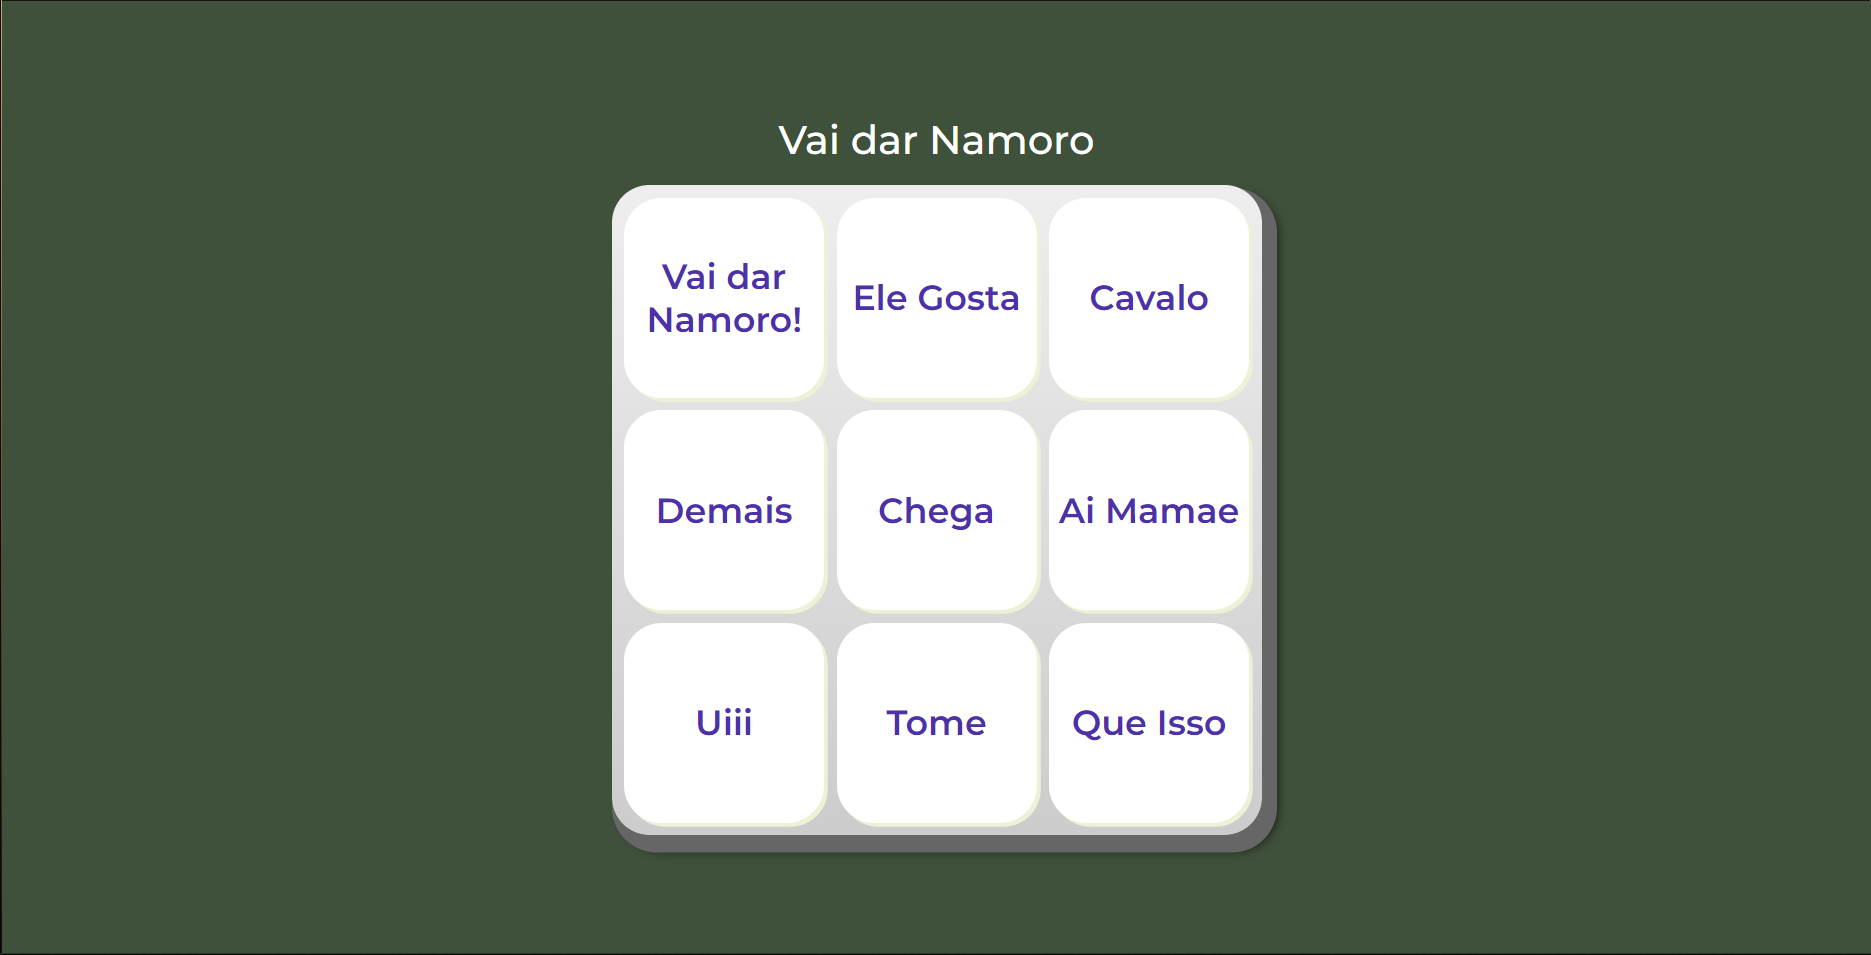 Vai dar Namoro
Vai dar
Namoro!
Ele Gosta
Cavalo
Demais
Chega
Ai Mamae
Uiii
Tome
Que Isso